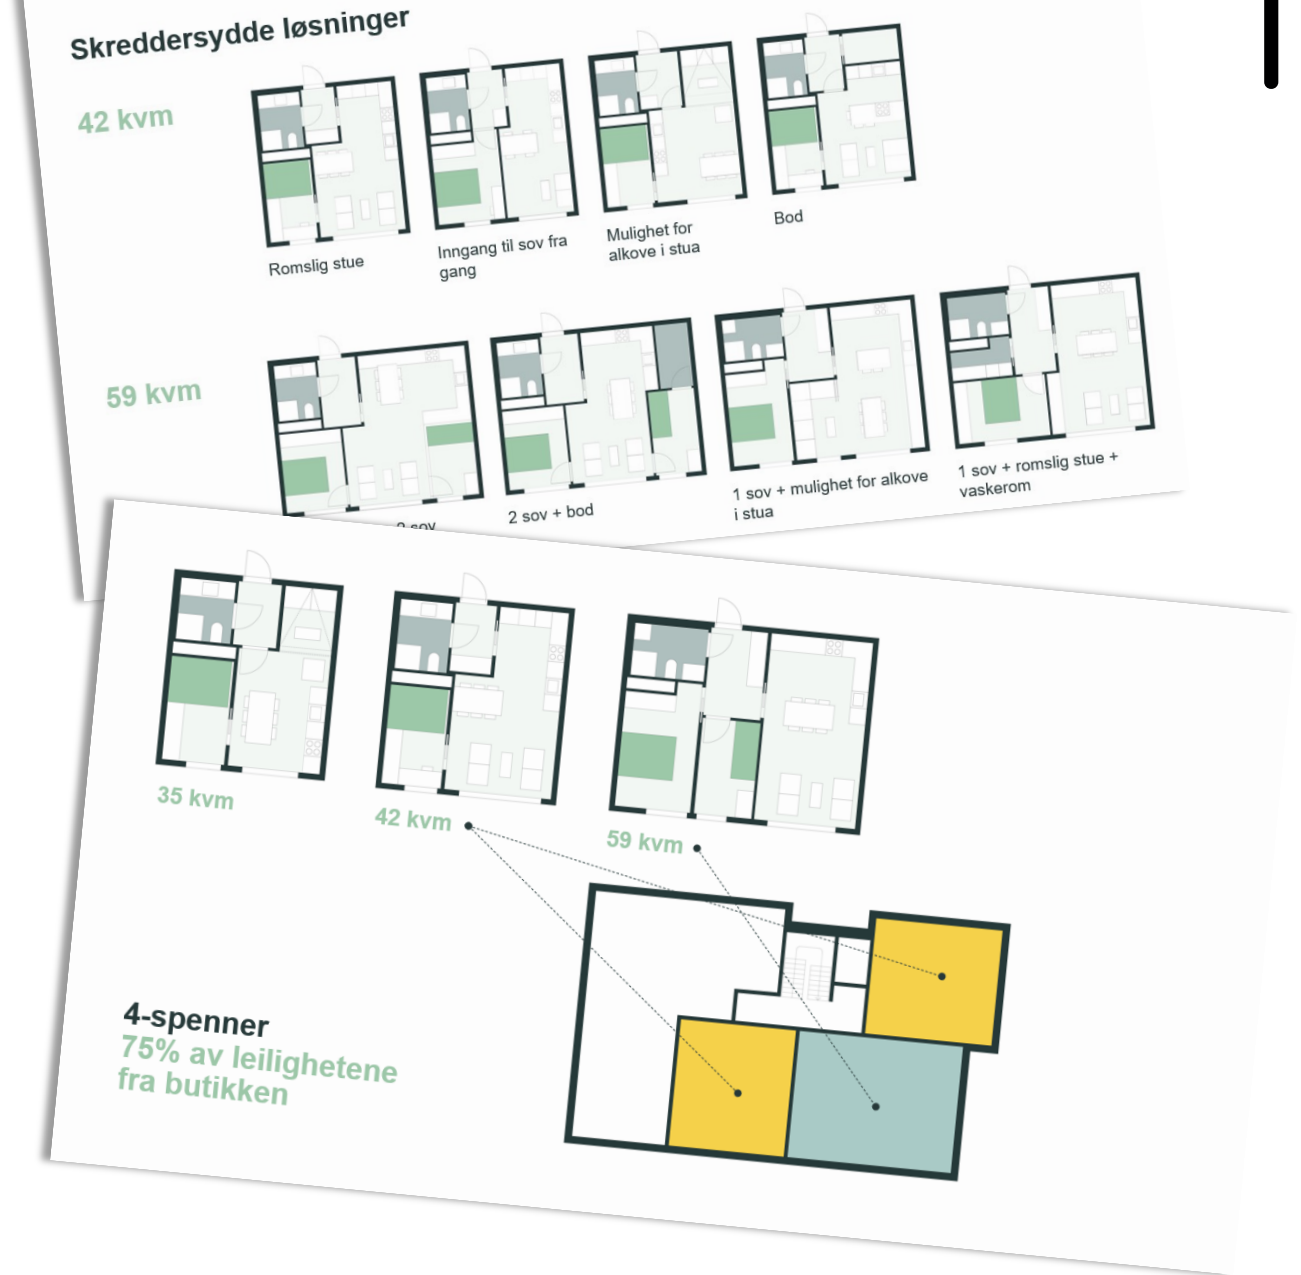 Skreddersydde løsninger
42 kvm
Romslig stue
Inngang til sov fra
gang
Mulighet for
alkove i stua
Bod
59 kvm
2 sov
2 sov + bod
1 sov + mulighet for alkove
i stua
1 sov + romslig stue +
vaskerom
35 kvm
42 kvm
59 kvm
4-spenner
75% av leilighetene
fra butikken